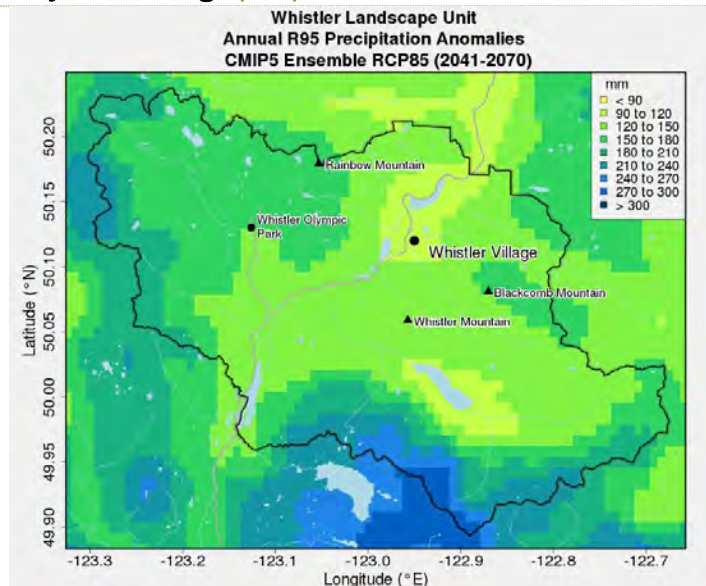 Whistler Landscape Unit
Annual R95 Precipitation Anomalies
CMIP5 Ensemble RCP85 (2041-2070)
mm
< 90
90 to 120
120 to 150
150 to 180
180 to 210
210 to 240
240 to 270
270 to 300
> 300
50.20
50.15
50.10
50.05
50.00
49.95
49.90
Latitude (°N)
Rainbow Mountain
Whistler Olympic
Park
Whistler Village
Blackcomb Mountain
Whistler Mountain
-123.3
-123.2
-123.1
-123.0
-122.9
-122.8
-122.7
Longitude (°E)